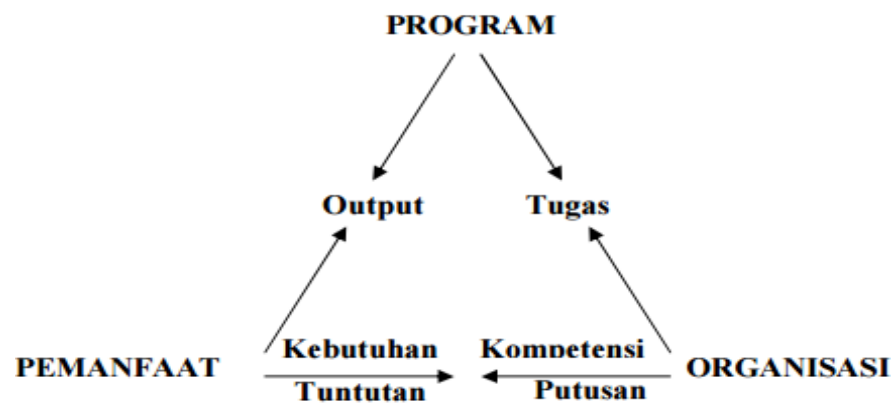 PROGRAM
Output Tugas
Kebutuhan Kompetensi
PEMANFAAT ORGANISASI
Tuntutan Putusan